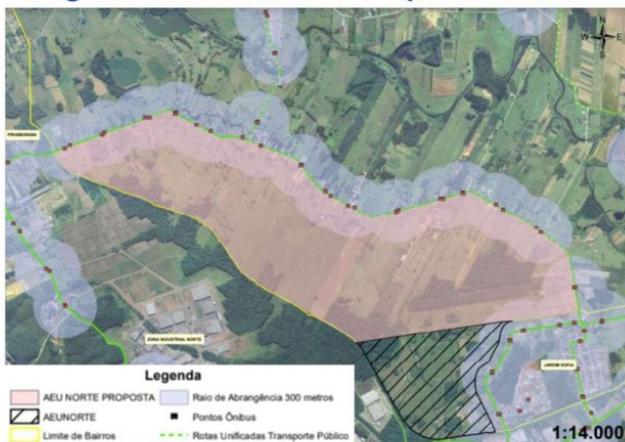 N
W E
S
PIRABEIRABA
ZONA INDUSTRIAL NORTE
JARDIM SOFIA
Legenda
AEU NORTE PROPOSTA
Raio de Abrangência 300 metros
AEUNORTE
Pontos Ônibus
Limite de Bairros
Rotas Unificadas Transporte Público
1:14.000